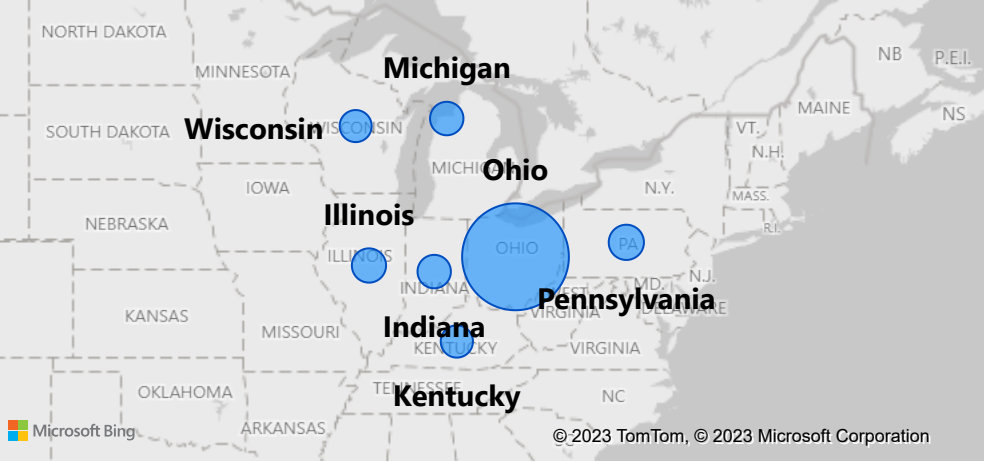 NORTH DAKOTA
MINNESOTA
Michigan
NB
P.E.I.
MAINE
NS
SOUTH DAKOTA
Wisconsin
WISCONSIN
VT.
N.H.
MICHIGAN
Ohio
IOWA
N.Y.
MASS.
NEBRASKA
Illinois
R.I.
ILLINOIS
OHIO
PA
INDIANA
MD.
N.J.
WEST
VIRGINIA
Pennsylvania
DELAWARE
KANSAS
MISSOURI
Indiana
KENTUCKY
VIRGINIA
OKLAHOMA
TENNESSEE
Kentucky
NC
ARKANSAS
SC
Microsoft Bing
© 2023 TomTom, © 2023 Microsoft Corporation